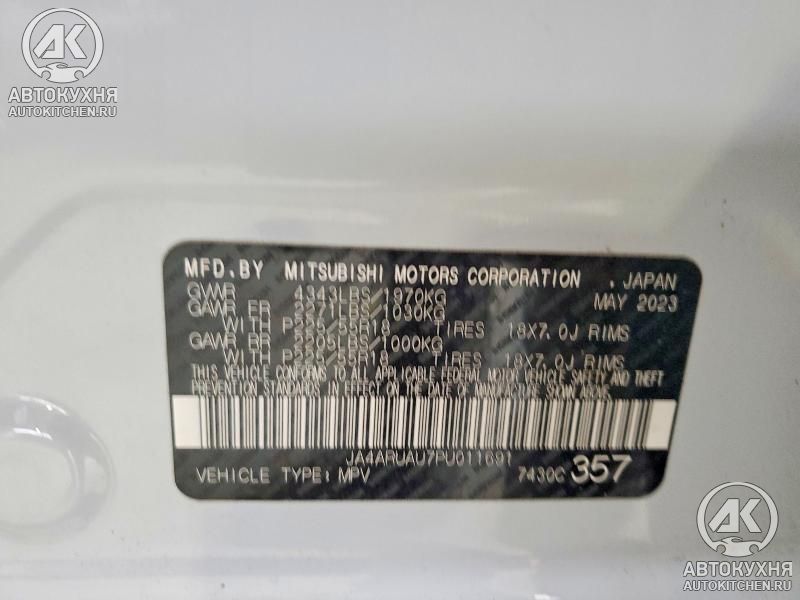 АК
АВТОКУХНЯ
AUTOKITCHEN.RU
MFD.BY MITSUBISHI MOTORS CORPORATION , JAPAN
GVWR 4343LBS/1970KG MAY 2023
GAWR FR 2271LBS/1030KG
WITH P225/55R18 TIRES 18X7.0J RIMS
GAWR RR 2205LBS/1000KG
WITH P225/55R18 TIRES 18X7.0J RIMS
THIS VEHICLE CONFORMS TO ALL APPLICABLE FEDERAL MOTOR VEHICLE SAFETY AND THEFT
PREVENTION STANDARDS IN EFFECT ON THE DATE OF MANUFACTURE SHOWN ABOVE.
JA4ARUAU7PU011691
VEHICLE TYPE: MPV 7430C 357
АК
АВТОКУХНЯ
AUTOKITCHEN.RU